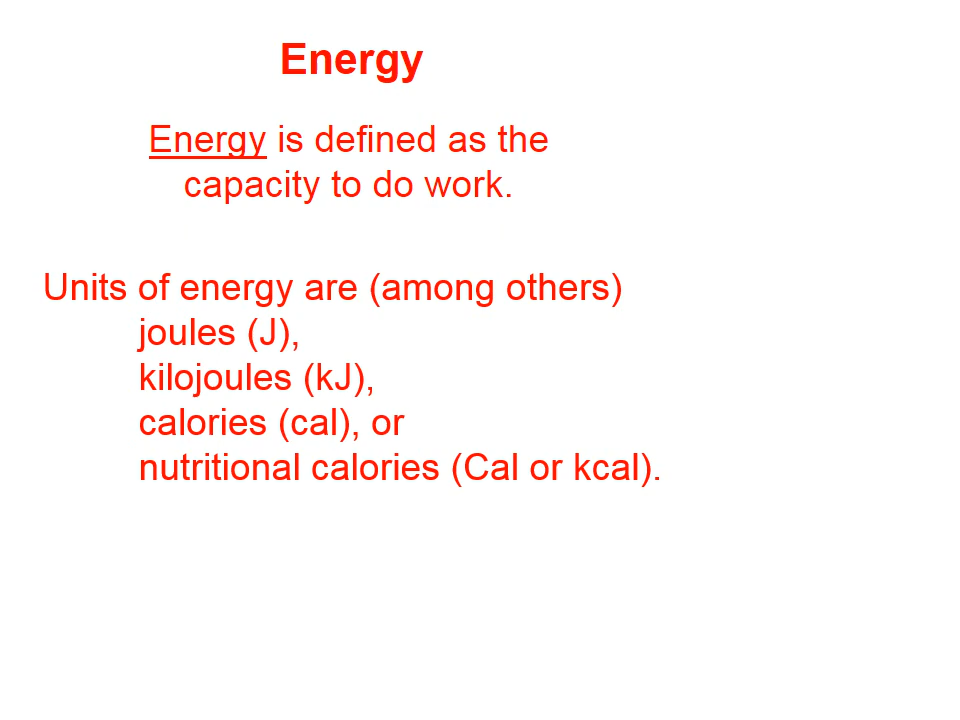 Energy
Energy is defined as the
capacity to do work.
Units of energy are (among others)
joules (J),
kilojoules (kJ),
calories (cal), or
nutritional calories (Cal or kcal).